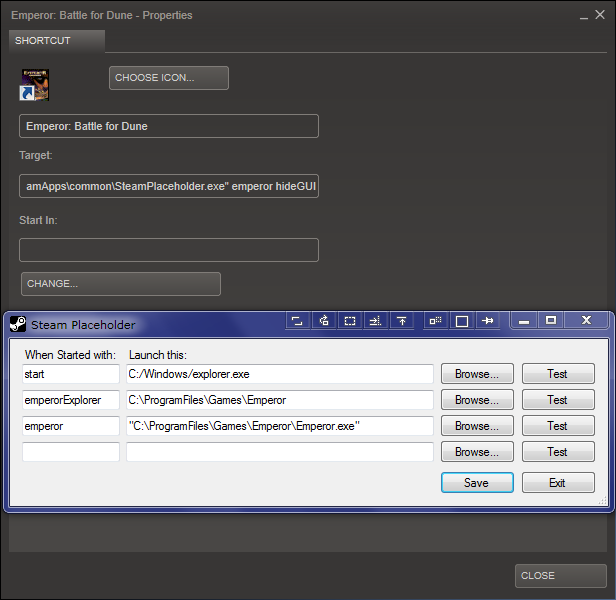 Emperor: Battle for Dune - Properties
SHORTCUT
CHOOSE ICON...
Emperor: Battle for Dune
Target:
amApps\common\SteamPlaceholder.exe" emperor hideGUI
Start In:
CHANGE...
Steam Placeholder
When Started with: Launch this:
start C:/Windows/explorer.exe Browse... Test
emperorExplorer C:\ProgramFiles\Games\Emperor Browse... Test
emperor "C:\ProgramFiles\Games\Emperor\Emperor.exe" Browse... Test
Browse... Test
Save Exit
CLOSE